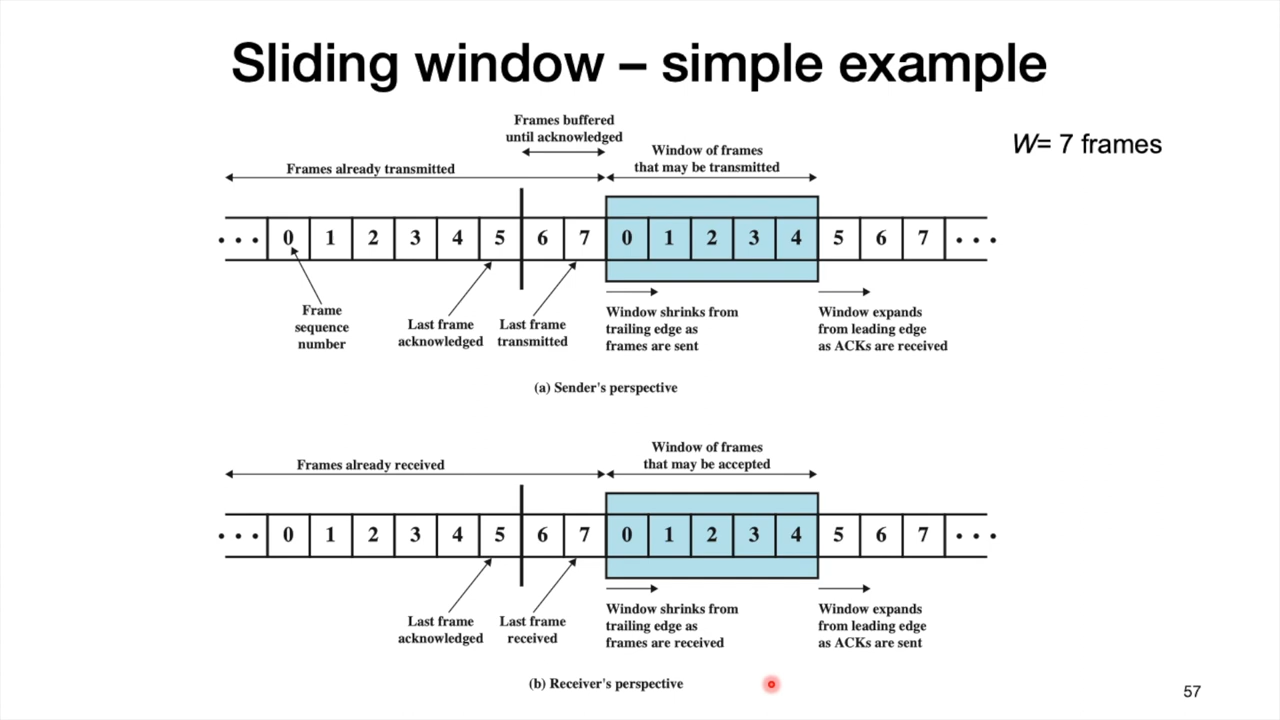 Sliding window – simple example
W= 7 frames
Frames buffered
until acknowledged
Window of frames
that may be transmitted
Frames already transmitted
• • • 0 1 2 3 4 5 6 7 0 1 2 3 4 5 6 7 • • •
Frame
sequence
number
Last frame
acknowledged
Last frame
transmitted
Window shrinks from
trailing edge as
frames are sent
Window expands
from leading edge
as ACKs are received
(a) Sender's perspective
Window of frames
that may be accepted
Frames already received
• • • 0 1 2 3 4 5 6 7 0 1 2 3 4 5 6 7 • • •
Last frame
acknowledged
Last frame
received
Window shrinks from
trailing edge as
frames are received
Window expands
from leading edge
as ACKs are sent
(b) Receiver's perspective
57